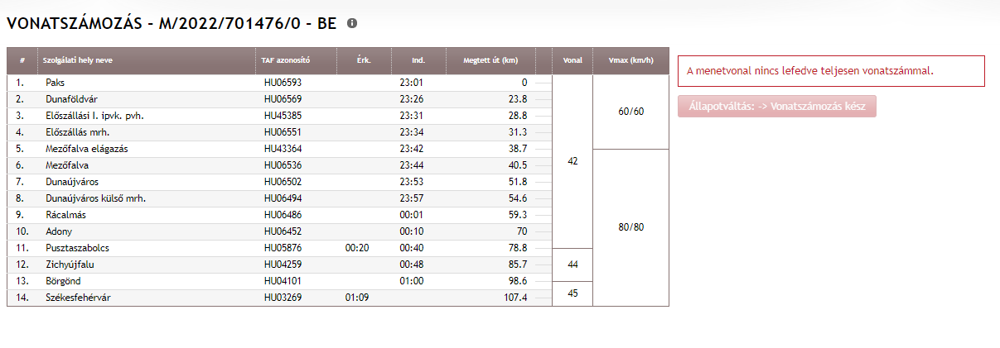 VONATSZÁMOZÁS - M/2022/701476/0 - BE
# Szolgálati hely neve TAF azonosító Érk. Ind. Megtett út (km) Vonal Vmax (km/h)
A menetvonal nincs lefedve teljesen vonatszámmal.
Állapotváltás: -> Vonatszámozás kész
1. Paks HU06593 23:01 0
2. Dunaföldvár HU06569 23:26 23.8
3. Előszállási I. ipvk. pvh. HU45385 23:31 28.8
4. Előszállás mrh. HU06551 23:34 31.3
5. Mezőfalva elágazás HU43364 23:42 38.7
6. Mezőfalva HU06536 23:44 40.5
7. Dunaújváros HU06502 23:53 51.8
8. Dunaújváros külső mrh. HU06494 23:57 54.6
9. Rácalmás HU06486 00:01 59.3
10. Adony HU06452 00:10 70
11. Pusztaszabolcs HU05876 00:20 00:40 78.8
12. Zichyújfalu HU04259 00:48 85.7
13. Börgönd HU04101 01:00 98.6
14. Székesfehérvár HU03269 01:09 107.4
42
44
45
60/60
80/80